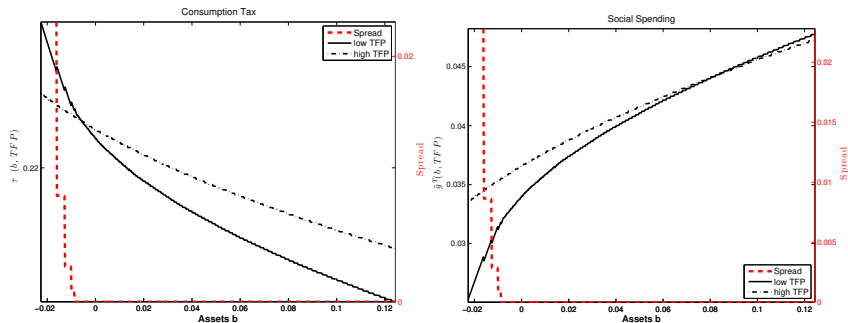 Consumption Tax
Spread
low TFP
high TFP
0.02
0.22
0
τ (b, TFP)
Spread
−0.02 0 0.02 0.04 0.06 0.08 0.1 0.12
Assets b
Social Spending
0.045
0.04
0.035
0.03
0.02
0.015
0.01
0.005
0
g̃ᵀ(b, TFP)
Spread
Spread
low TFP
high TFP
−0.02 0 0.02 0.04 0.06 0.08 0.1 0.12
Assets b